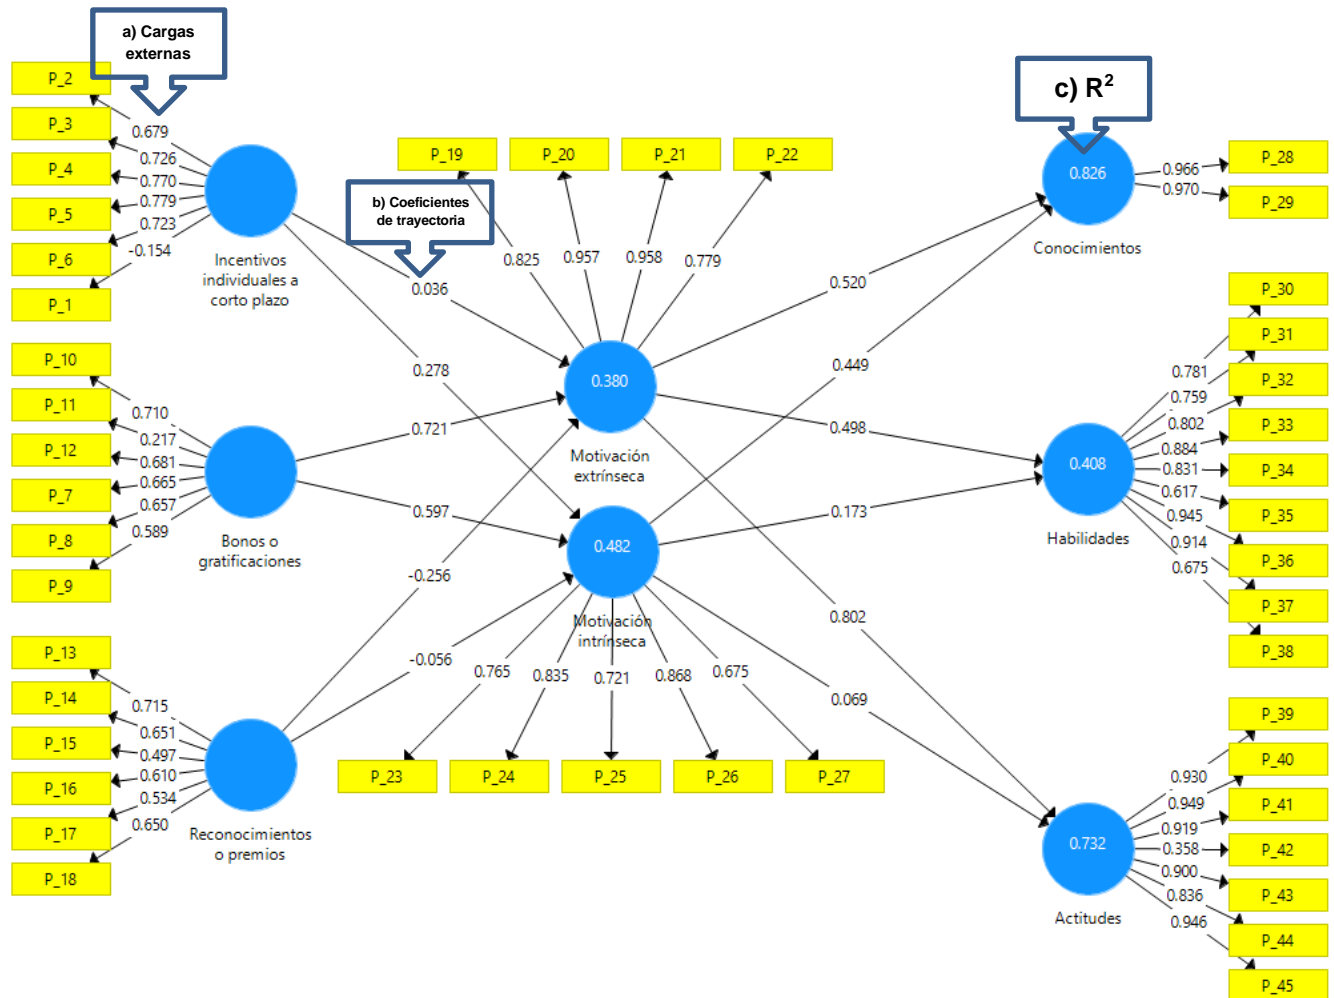 a) Cargas
externas
c) R²
b) Coeficientes
de trayectoria
P_2
P_3
P_4
P_5
P_6
P_1
0.679
0.726
0.770
0.779
0.723
-0.154
Incentivos
individuales a
corto plazo
P_10
P_11
P_12
P_7
P_8
P_9
0.710
0.217
0.681
0.665
0.657
0.589
Bonos o
gratificaciones
P_13
P_14
P_15
P_16
P_17
P_18
0.715
0.651
0.497
0.610
0.534
0.650
Reconocimientos
o premios
P_19
P_20
P_21
P_22
0.825
0.957
0.958
0.779
0.036
0.278
0.721
0.597
-0.256
-0.056
0.380
Motivación
extrínseca
0.482
Motivación
intrínseca
0.765
0.835
0.721
0.868
0.675
P_23
P_24
P_25
P_26
P_27
0.520
0.449
0.498
0.173
0.802
0.069
0.826
Conocimientos
0.966
0.970
P_28
P_29
0.408
Habilidades
0.781
0.759
0.802
0.884
0.831
0.617
0.945
0.914
0.675
P_30
P_31
P_32
P_33
P_34
P_35
P_36
P_37
P_38
0.732
Actitudes
0.930
0.949
0.919
0.358
0.900
0.836
0.946
P_39
P_40
P_41
P_42
P_43
P_44
P_45